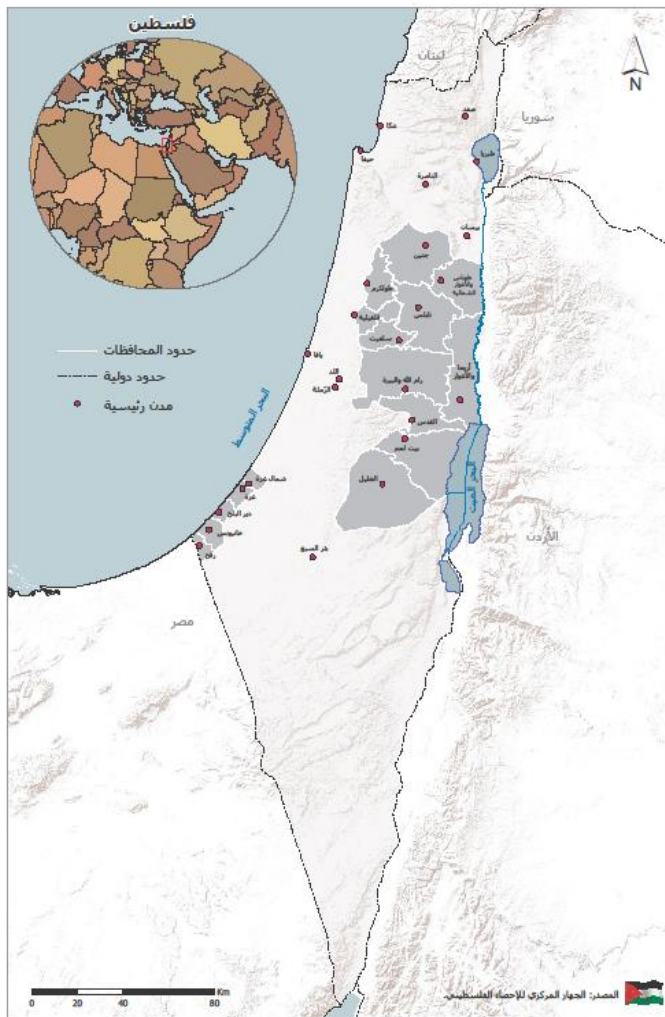 فلسطين
لبنان
سوريا
N
صفد
عكا
حيفا
طبريا
الناصرة
بيسان
جنين
طوباس
والأغوار
الشمالية
طولكرم
نابلس
قلقيلية
سلفيت
حدود المحافظات
حدود دولية
مدن رئيسية
يافا
اللد
الرملة
أريحا
والأغوار
رام الله والبيرة
القدس
بيت لحم
البحر المتوسط
البحر الميت
الخليل
شمال غزة
غزة
دير البلح
خانيونس
رفح
بئر السبع
الأردن
مصر
0 20 40 80 Km
المصدر: الجهاز المركزي للإحصاء الفلسطيني.